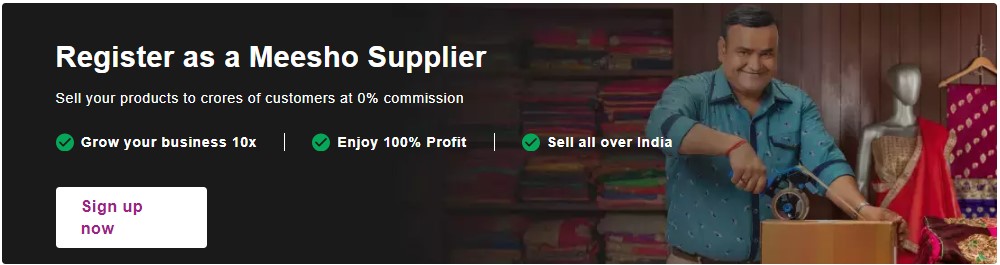 Register as a Meesho Supplier
Sell your products to crores of customers at 0% commission
Grow your business 10x
Enjoy 100% Profit
Sell all over India
Sign up
now